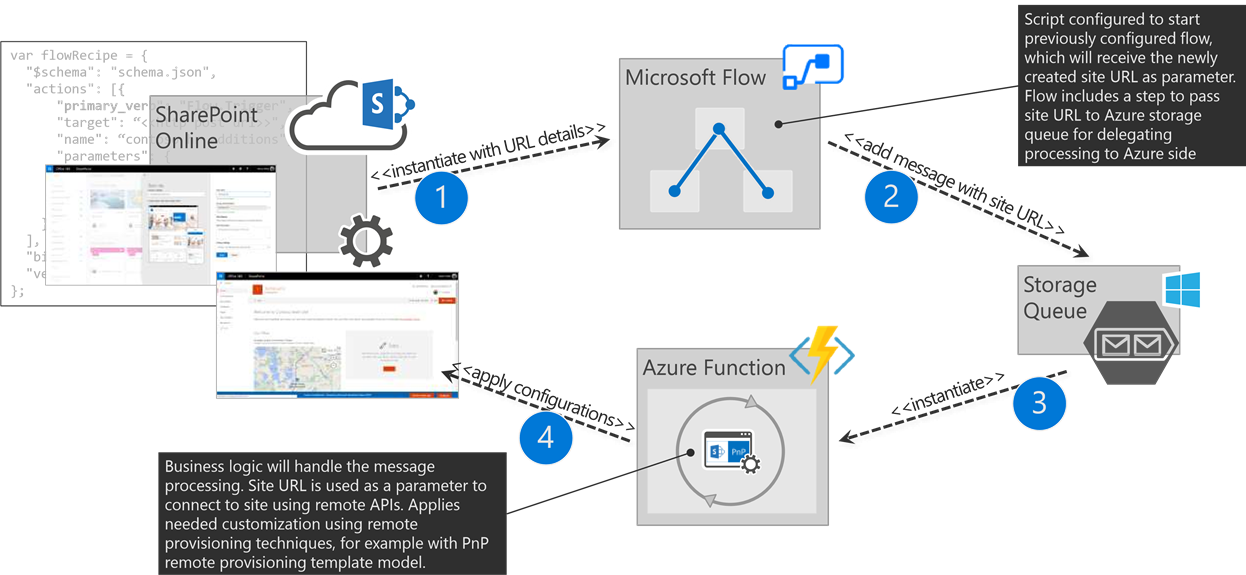 var flowRecipe = {
"$schema": "schema.json",
"actions": [{
"primary_ver
"target":
"name":
"parameters"
],
};
SharePoint
Online
S
<<instantiate with URL details>>
1
Microsoft Flow
Script configured to start
previously configured flow,
which will receive the newly
created site URL as parameter.
Flow includes a step to pass
site URL to Azure storage
queue for delegating
processing to Azure side
<<add message with site URL>>
2
Storage
Queue
<<instantiate>>
3
Azure Function
S
PnP
<<apply configurations>>
4
Business logic will handle the message
processing. Site URL is used as a parameter to
connect to site using remote APIs. Applies
needed customization using remote
provisioning techniques, for example with PnP
remote provisioning template model.